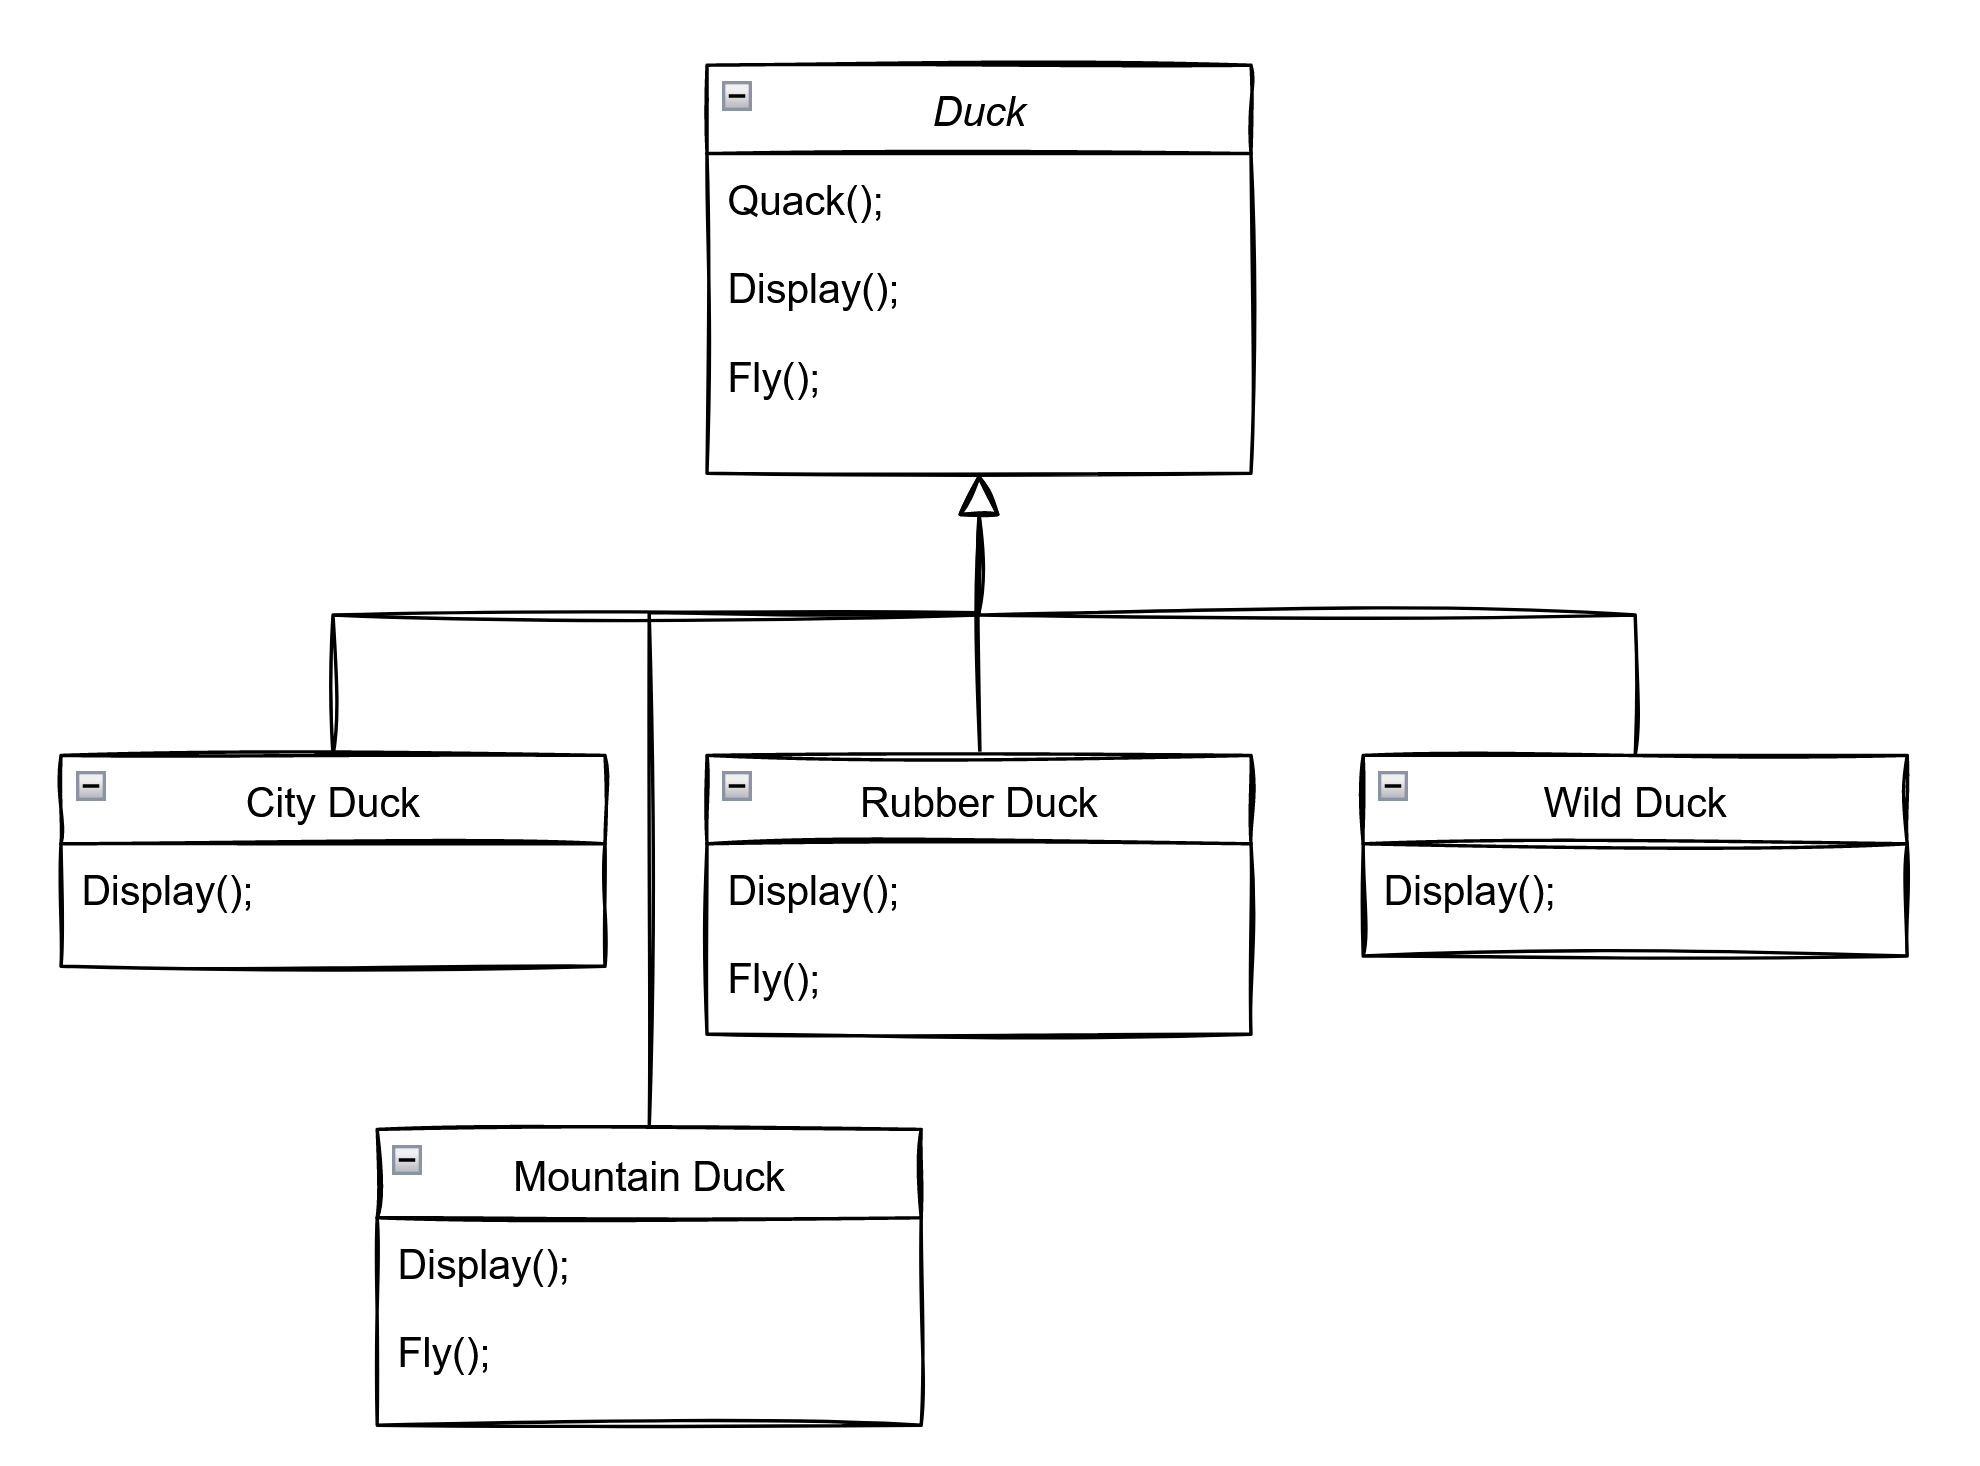 Duck
Quack();
Display();
Fly();
City Duck
Display();
Rubber Duck
Display();
Fly();
Wild Duck
Display();
Mountain Duck
Display();
Fly();